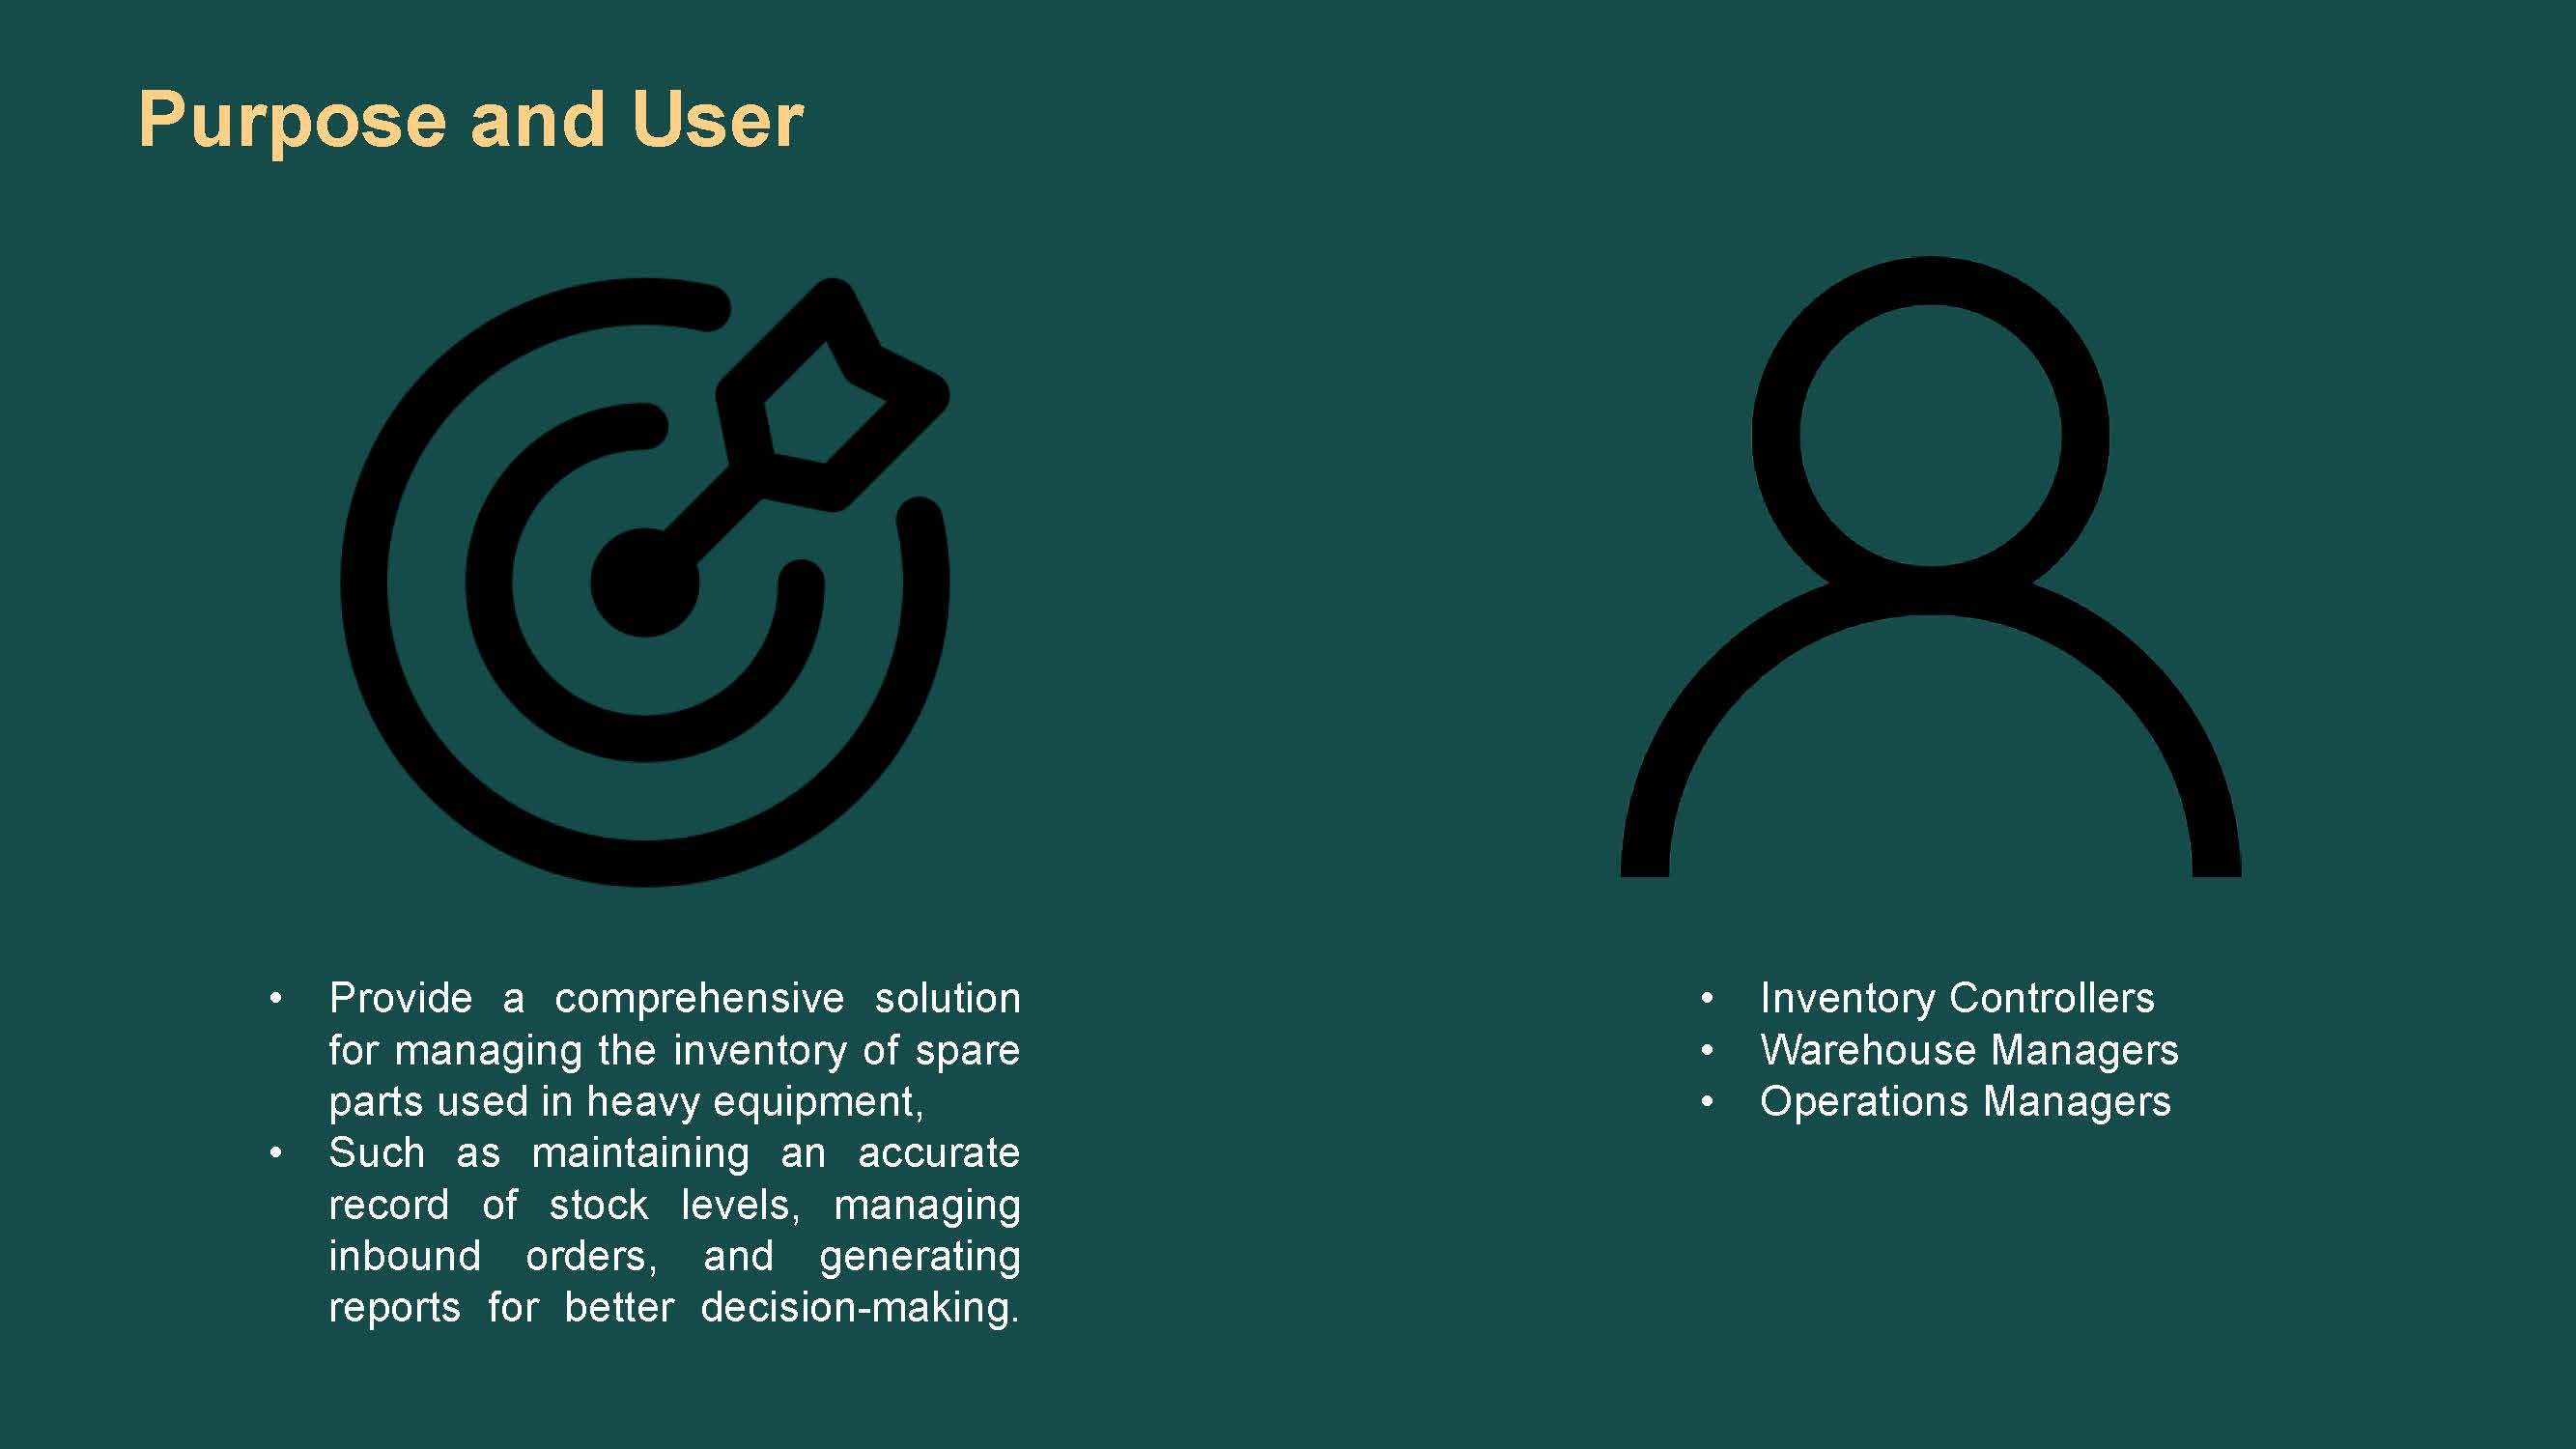 Purpose and User
• Provide a comprehensive solution
for managing the inventory of spare
parts used in heavy equipment,
• Such as maintaining an accurate
record of stock levels, managing
inbound orders, and generating
reports for better decision-making.
• Inventory Controllers
• Warehouse Managers
• Operations Managers